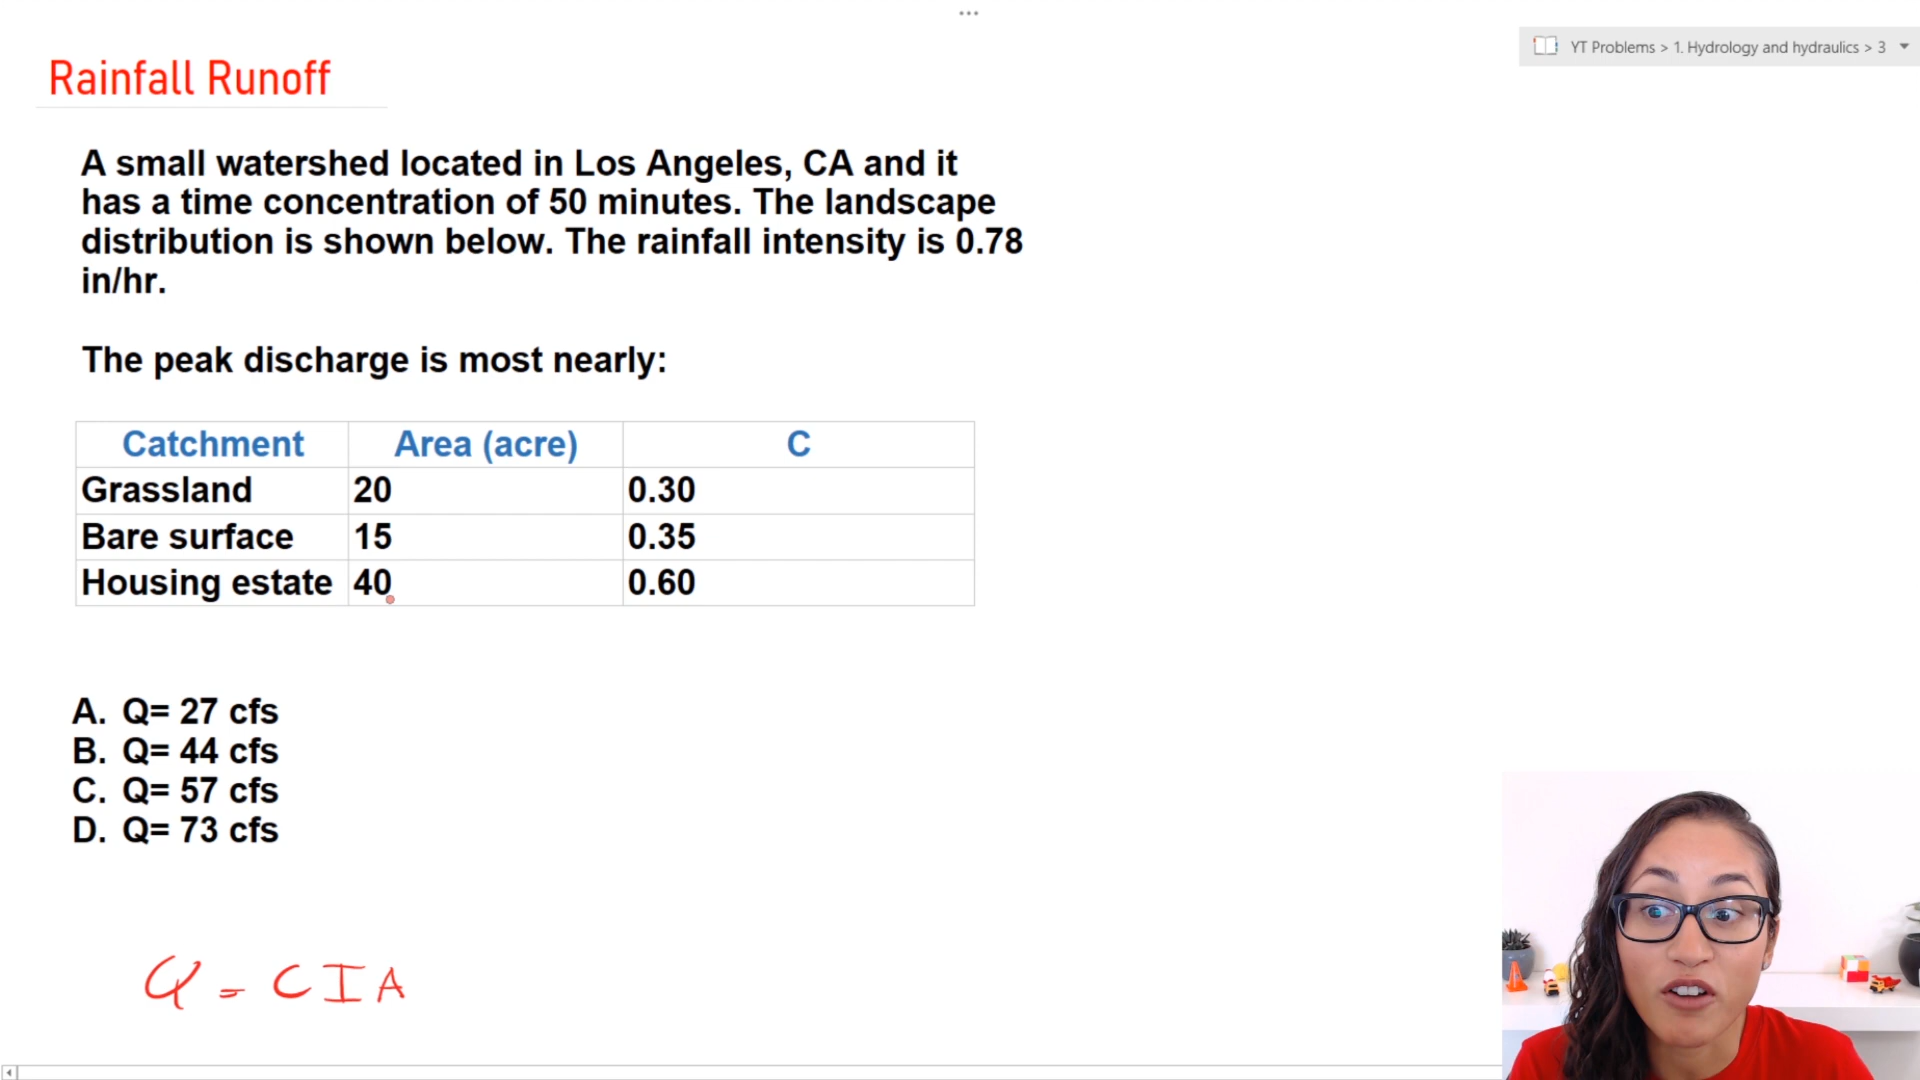 ...
YT Problems > 1. Hydrology and hydraulics > 3
Rainfall Runoff
A small watershed located in Los Angeles, CA and it
has a time concentration of 50 minutes. The landscape
distribution is shown below. The rainfall intensity is 0.78
in/hr.
The peak discharge is most nearly:
Catchment Area (acre) C
Grassland 20 0.30
Bare surface 15 0.35
Housing estate 40 0.60
A. Q= 27 cfs
B. Q= 44 cfs
C. Q= 57 cfs
D. Q= 73 cfs
Q = CIA